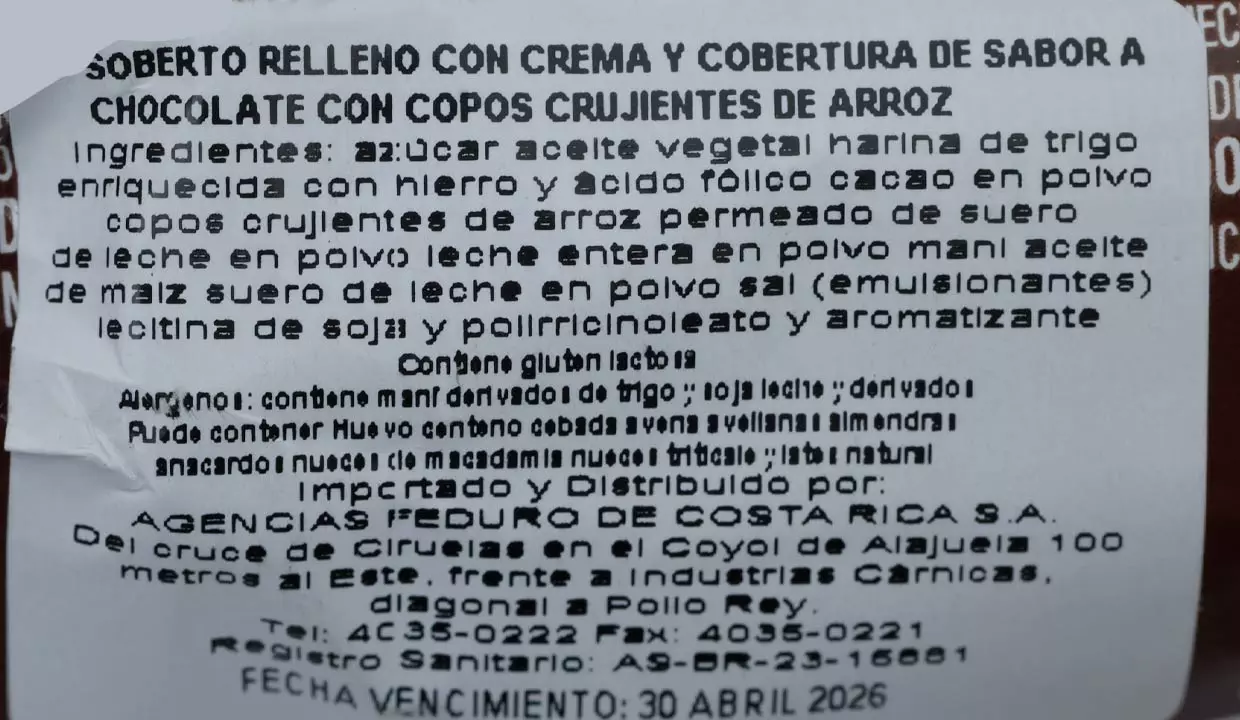 SOBERTO RELLENO CON CREMA Y COBERTURA DE SABOR A
CHOCOLATE CON COPOS CRUJIENTES DE ARROZ
Ingredientes: azúcar aceite vegetal harina de trigo
enriquecida con hierro y ácido fólico cacao en polvo
copos crujientes de arroz permeado de suero
de leche en polvo leche entera en polvo maní aceite
de maíz suero de leche en polvo sal (emulsionantes)
lecitina de soja y polirricinoleato y aromatizante
Contiene gluten lactosa
Alergenos: contiene maní derivados de trigo y soja leche y derivados
Puede contener Huevo centeno cebada avena avellanas almendras
anacardos nueces de macadamia nueces triticale y latex natural
Importado y Distribuido por:
AGENCIAS FEDURO DE COSTA RICA S.A.
Del cruce de Ciruelas en el Coyol de Alajuela 100
metros al Este, frente a Industrias Cárnicas,
diagonal a Pollo Rey.
Tel: 4035-0222 Fax: 4035-0221
Registro Sanitario:
FECHA VENCIMIENTO: 30 ABRIL 2026